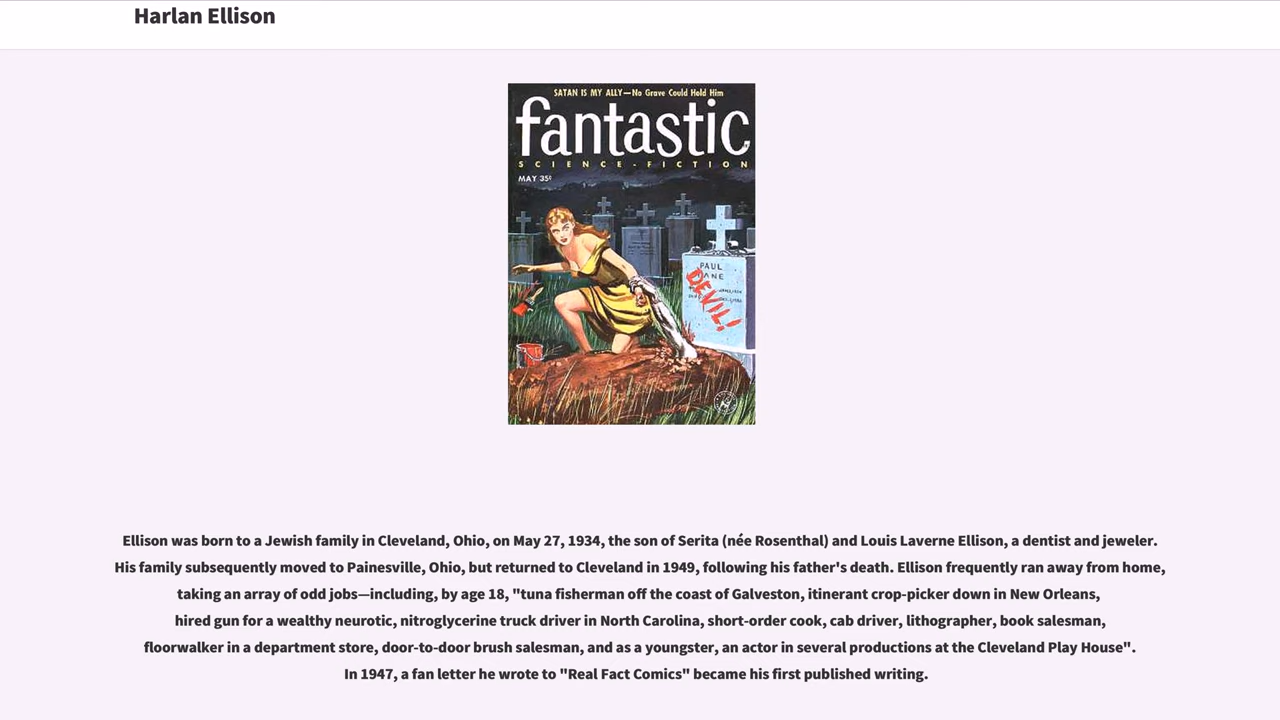 Harlan Ellison
SATAN IS MY ALLY—No Grave Could Hold Him
fantastic
SCIENCE-FICTION
MAY 35¢
PAUL
DEVIL!
Ellison was born to a Jewish family in Cleveland, Ohio, on May 27, 1934, the son of Serita (née Rosenthal) and Louis Laverne Ellison, a dentist and jeweler.
His family subsequently moved to Painesville, Ohio, but returned to Cleveland in 1949, following his father's death. Ellison frequently ran away from home,
taking an array of odd jobs—including, by age 18, "tuna fisherman off the coast of Galveston, itinerant crop-picker down in New Orleans,
hired gun for a wealthy neurotic, nitroglycerine truck driver in North Carolina, short-order cook, cab driver, lithographer, book salesman,
floorwalker in a department store, door-to-door brush salesman, and as a youngster, an actor in several productions at the Cleveland Play House".
In 1947, a fan letter he wrote to "Real Fact Comics" became his first published writing.